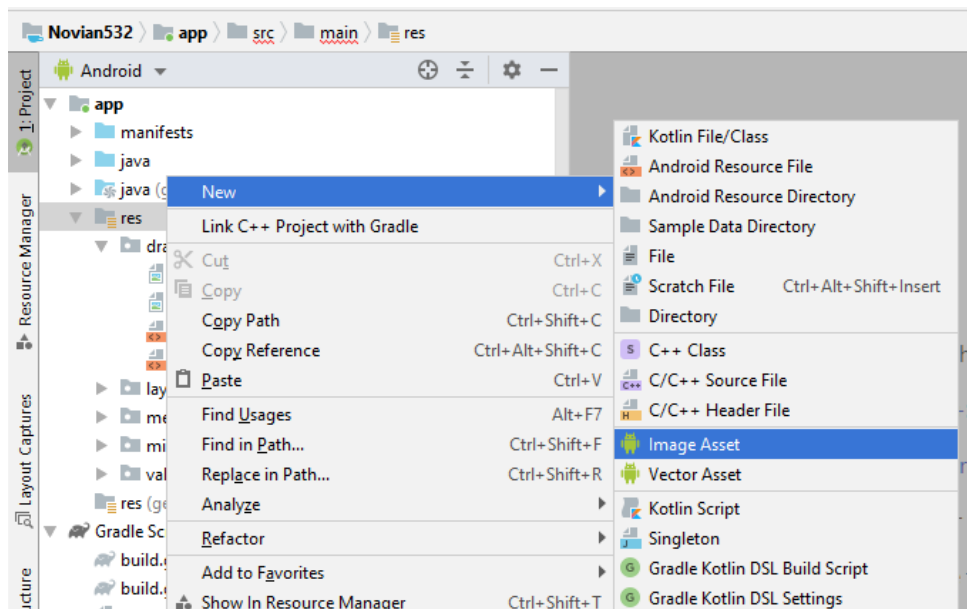 Novian532 app src main res
Android
1: Project
Resource Manager
Layout Captures
app
manifests
java
java (g
res
dra
lay
me
mi
val
res (ge
Gradle Sc
build.g
build.g
New
Link C++ Project with Gradle
Cut Ctrl+X
Copy Ctrl+C
Copy Path Ctrl+Shift+C
Copy Reference Ctrl+Alt+Shift+C
Paste Ctrl+V
Find Usages Alt+F7
Find in Path... Ctrl+Shift+F
Replace in Path... Ctrl+Shift+R
Analyze
Refactor
Add to Favorites
Show In Resource Manager Ctrl+Shift+T
Kotlin File/Class
Android Resource File
Android Resource Directory
Sample Data Directory
File
Scratch File Ctrl+Alt+Shift+Insert
Directory
S C++ Class
C++ C/C++ Source File
H C/C++ Header File
Image Asset
Vector Asset
Kotlin Script
J Singleton
G Gradle Kotlin DSL Build Script
G Gradle Kotlin DSL Settings